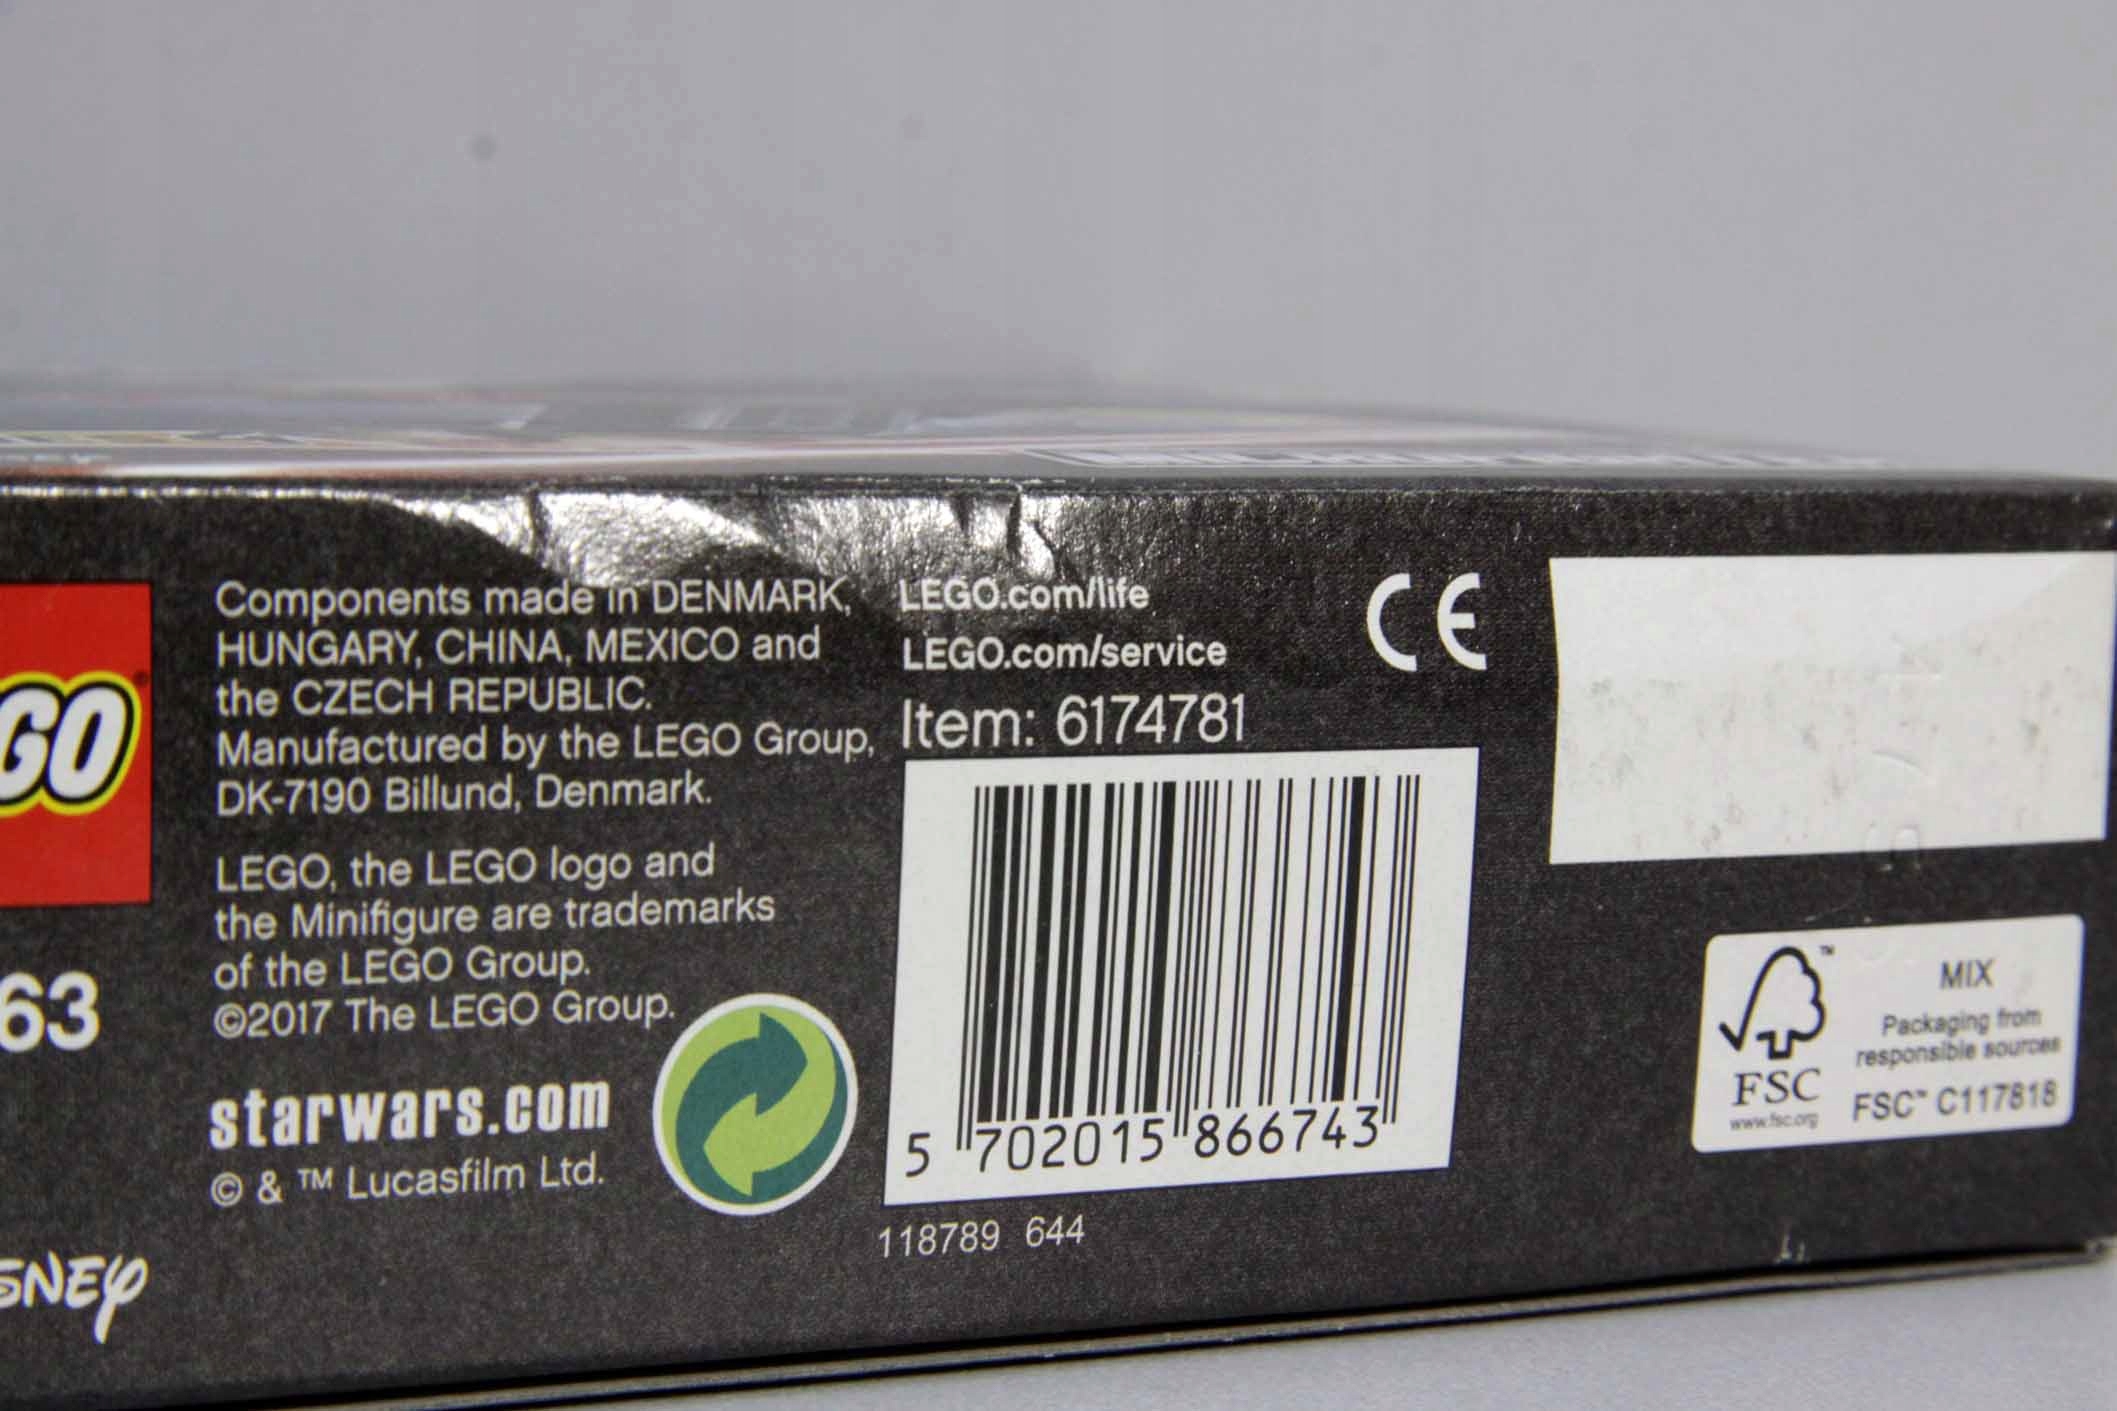 GO
63
SNEY
Components made in DENMARK,
HUNGARY, CHINA, MEXICO and
the CZECH REPUBLIC.
Manufactured by the LEGO Group,
DK-7190 Billund, Denmark.
LEGO, the LEGO logo and
the Minifigure are trademarks
of the LEGO Group.
©2017 The LEGO Group.
starwars.com
© & ™ Lucasfilm Ltd.
LEGO.com/life
LEGO.com/service
Item: 6174781
5 702015 866743
118789 644
CE
FSC
www.fsc.org
MIX
Packaging from
responsible sources
FSC™ C117818